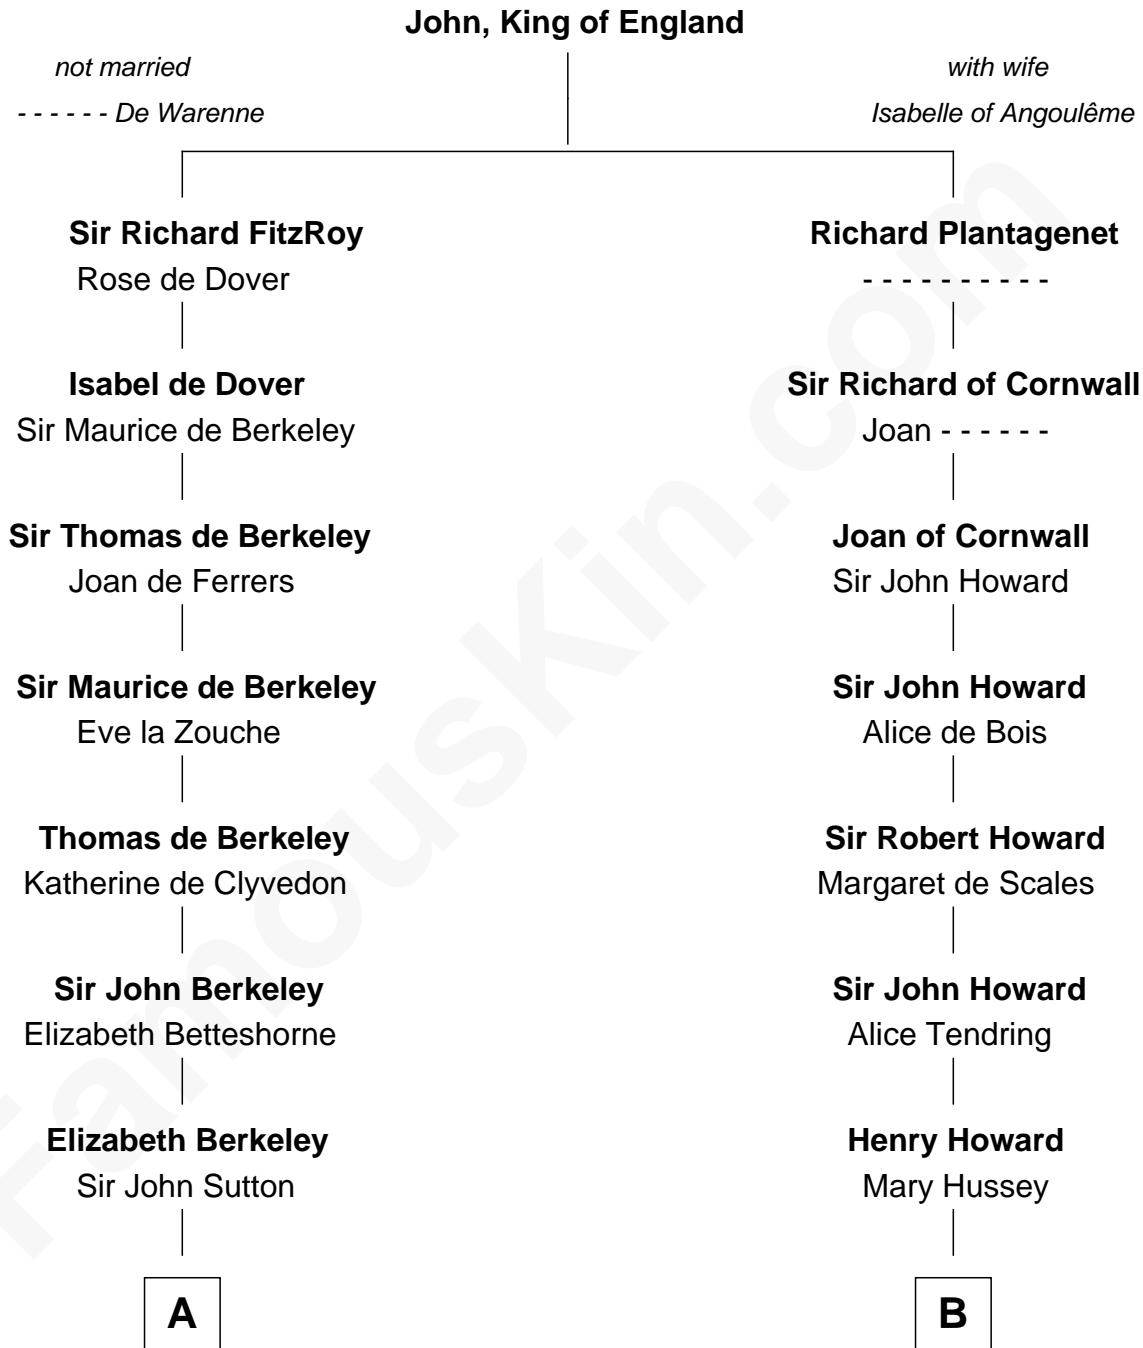 John, King of England
not married
with wife
- - - - - - De Warenne
Isabelle of Angoulême
Sir Richard FitzRoy
Richard Plantagenet
Rose de Dover
- - - - - - - - - -
Isabel de Dover
Sir Richard of Cornwall
Sir Maurice de Berkeley
Joan - - - - - -
Sir Thomas de Berkeley
Joan of Cornwall
Joan de Ferrers
Sir John Howard
Sir Maurice de Berkeley
Sir John Howard
Eve la Zouche
Alice de Bois
Thomas de Berkeley
Sir Robert Howard
Katherine de Clyvedon
Margaret de Scales
Sir John Berkeley
Sir John Howard
Elizabeth Betteshorne
Alice Tendring
Elizabeth Berkeley
Henry Howard
Sir John Sutton
Mary Hussey
A
B
FamousKin.com